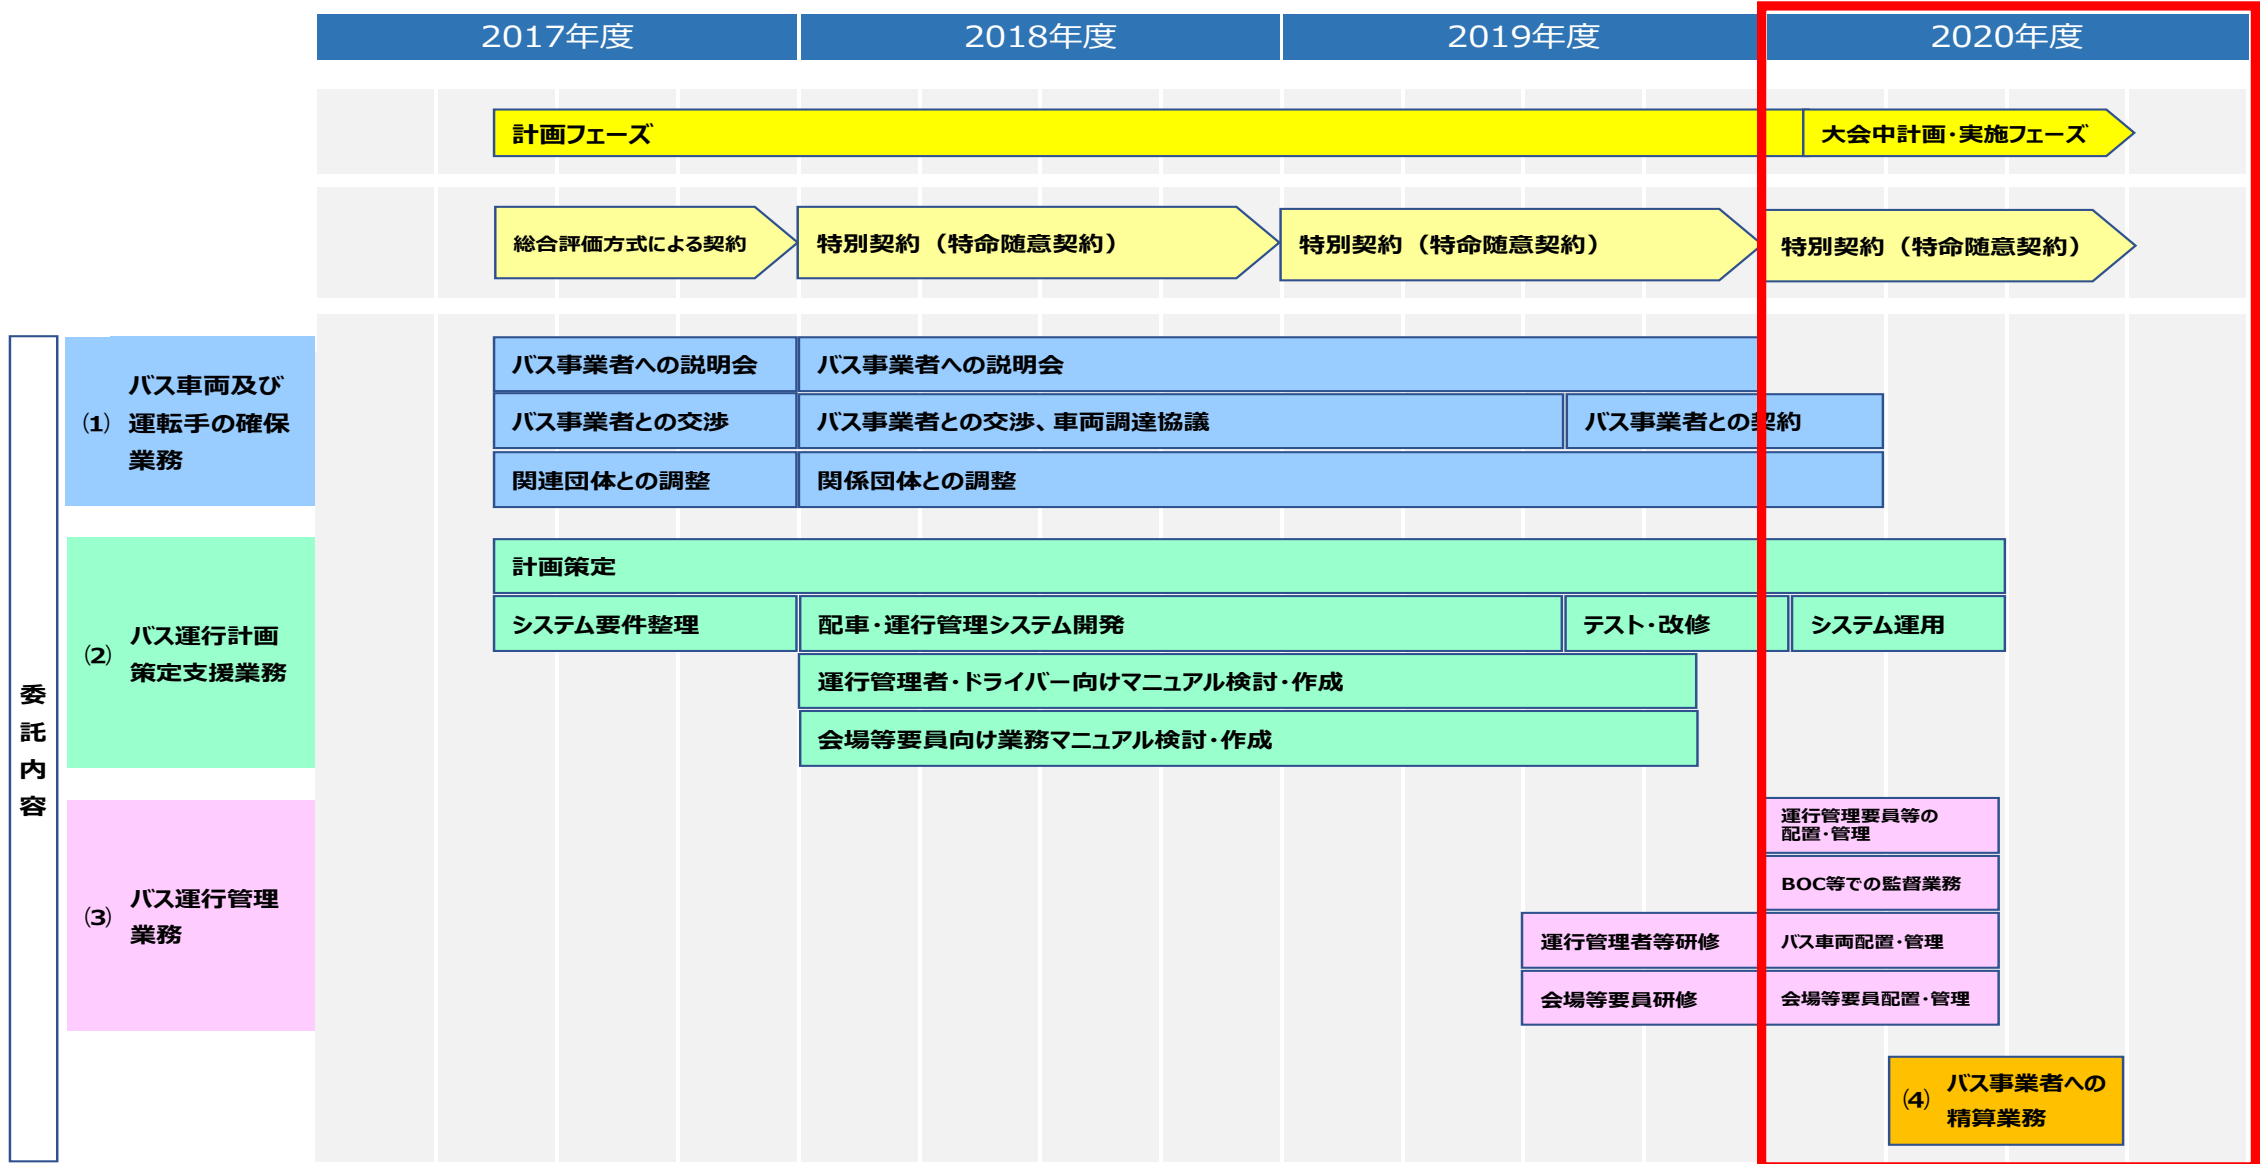 2017年度
2018年度
2019年度
2020年度
計画フェーズ
大会中計画・実施フェーズ
総合評価方式による契約
特別契約（特命随意契約）
特別契約（特命随意契約）
特別契約（特命随意契約）
委託内容
(1)
バス車両及び
運転手の確保
業務
バス事業者への説明会
バス事業者への説明会
バス事業者との交渉
バス事業者との交渉、車両調達協議
バス事業者との契約
関連団体との調整
関係団体との調整
(2)
バス運行計画
策定支援業務
計画策定
システム要件整理
配車・運行管理システム開発
テスト・改修
システム運用
運行管理者・ドライバー向けマニュアル検討・作成
会場等要員向け業務マニュアル検討・作成
(3)
バス運行管理
業務
運行管理要員等の
配置・管理
BOC等での監督業務
運行管理者等研修
バス車両配置・管理
会場等要員研修
会場等要員配置・管理
(4)
バス事業者への
精算業務